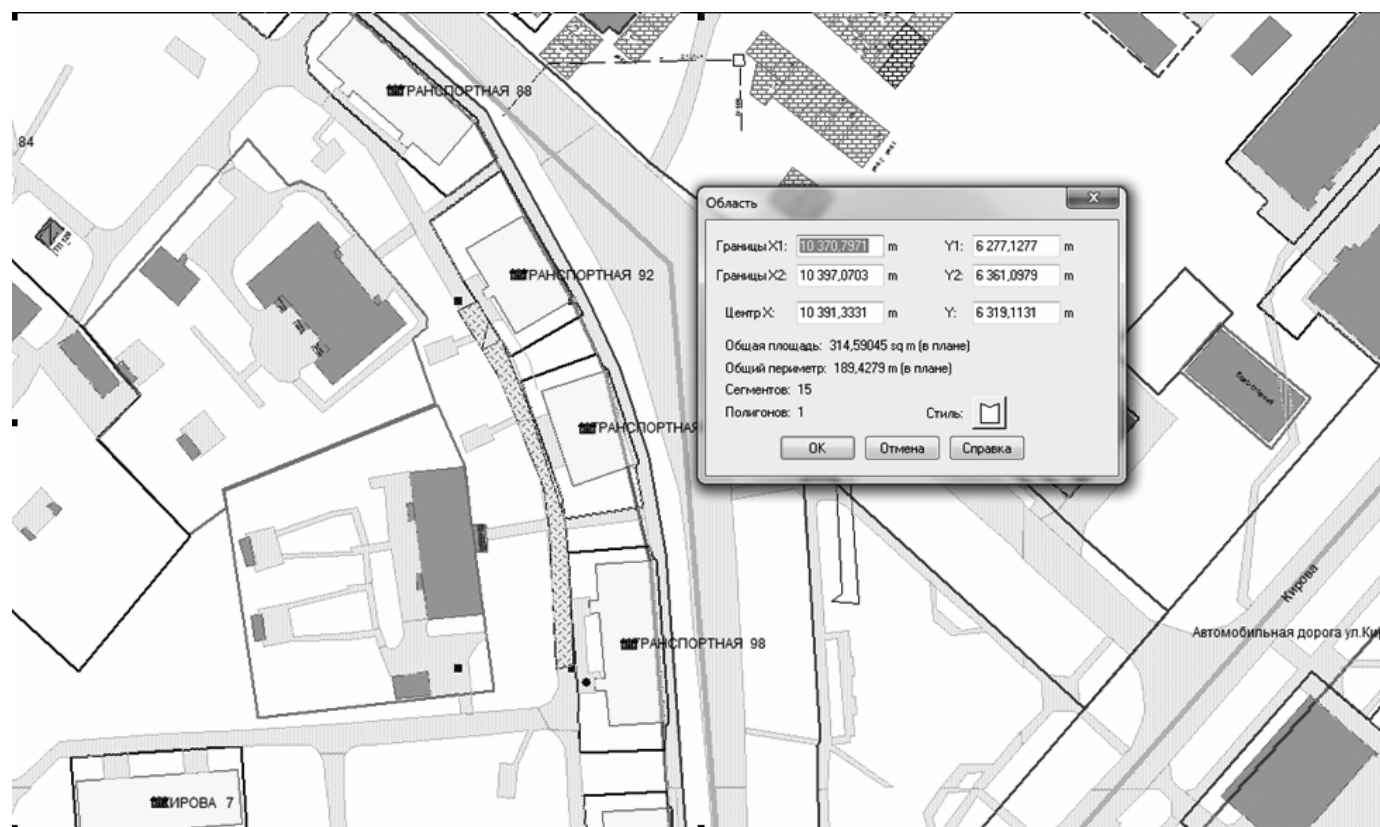 ТРАНСПОРТНАЯ 88
84
ТП 120
Область
Границы X1: 10 370,7971 m Y1: 6 277,1277 m
Границы X2: 10 397,0703 m Y2: 6 361,0979 m
Центр X: 10 391,3331 m Y: 6 319,1131 m
Общая площадь: 314,59045 sq m (в плане)
Общий периметр: 189,4279 m (в плане)
Сегментов: 15
Полигонов: 1 Стиль:
OK Отмена Справка
ТРАНСПОРТНАЯ 92
ТРАНСПОРТНАЯ
Кирова
Автомобильная дорога ул.Кир
ТРАНСПОРТНАЯ 98
КИРОВА 7